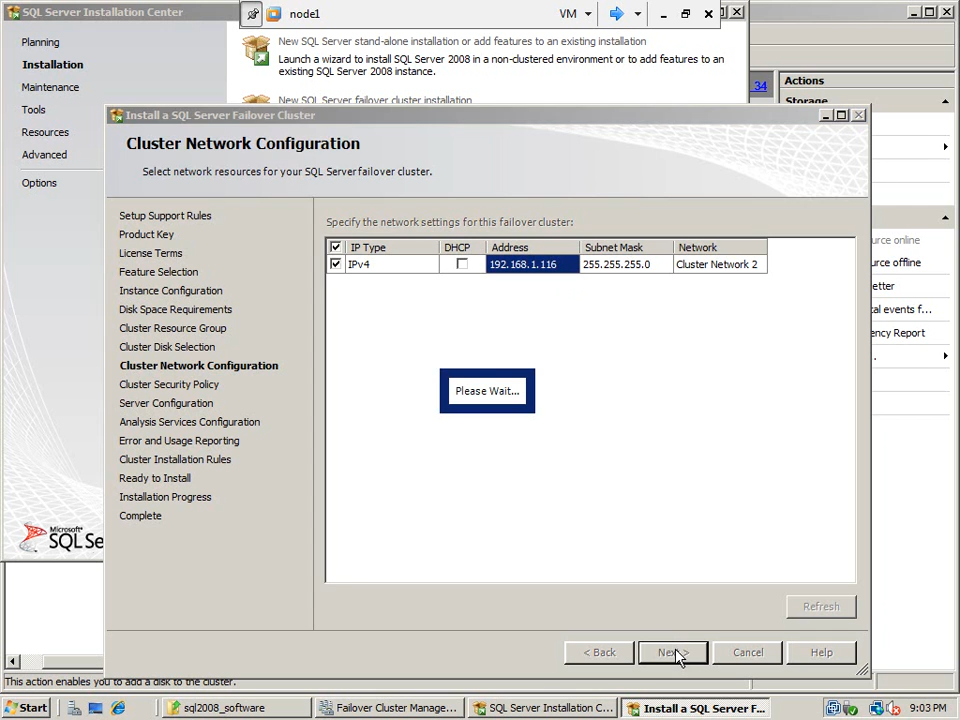 SQL Server Installation Center
node1
VM
Planning
Installation
Maintenance
Tools
Resources
Advanced
Options
New SQL Server stand-alone installation or add features to an existing installation
Launch a wizard to install SQL Server 2008 in a non-clustered environment or to add features to an
existing SQL Server 2008 instance.
New SQL Server failover cluster installation
34
Actions
Storage
Install a SQL Server Failover Cluster
Cluster Network Configuration
Select network resources for your SQL Server failover cluster.
Setup Support Rules
Product Key
License Terms
Feature Selection
Instance Configuration
Disk Space Requirements
Cluster Resource Group
Cluster Disk Selection
Cluster Network Configuration
Cluster Security Policy
Server Configuration
Analysis Services Configuration
Error and Usage Reporting
Cluster Installation Rules
Ready to Install
Installation Progress
Complete
Specify the network settings for this failover cluster:
IP Type DHCP Address Subnet Mask Network
IPv4 192.168.1.116 255.255.255.0 Cluster Network 2
Please Wait...
Refresh
< Back Next > Cancel Help
urce online
ource offline
etter
al events f...
ency Report
.
Microsoft
SQL Se
This action enables you to add a disk to the cluster.
Start sql2008_software Failover Cluster Manage... SQL Server Installation C... Install a SQL Server F... 9:03 PM